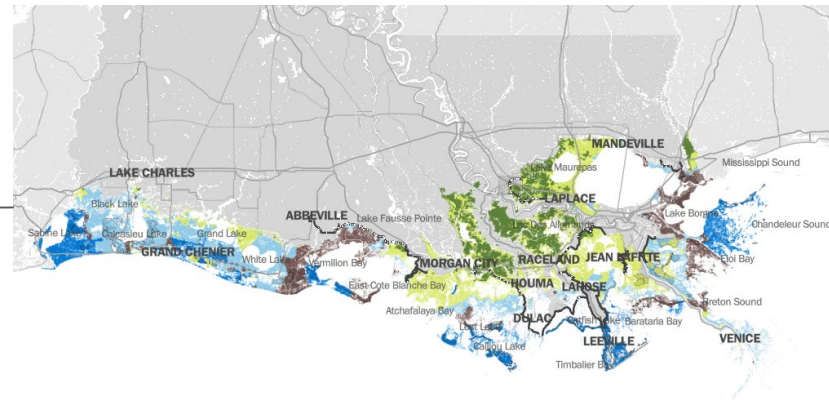 MANDEVILLE
Mississippi Sound
Lake Maurepas
LAKE CHARLES
LAPLACE
Black Lake
ABBEVILLE
Lake Fausse Pointe
Lake Borgne
Chandeleur Sound
Lac Des Allemands
Sabine Lake
Calcasieu Lake
Grand Lake
GRAND CHENIER
White Lake
Vermilion Bay
MORGAN CITY
RACELAND
JEAN LAFITTE
Eloi Bay
East Cote Blanche Bay
HOUMA
LAROSE
Breton Sound
Atchafalaya Bay
Lost Lake
DULAC
Catfish Lake
Barataria Bay
VENICE
Caillou Lake
LEEVILLE
Timbalier Bay